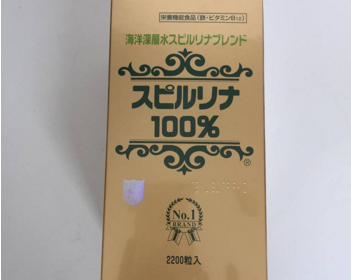 栄養機能食品(鉄・ビタミンB12)
海洋深層水スピルリナブレンド
スピルリナ
100%
®
No.1
BRAND
2200粒入